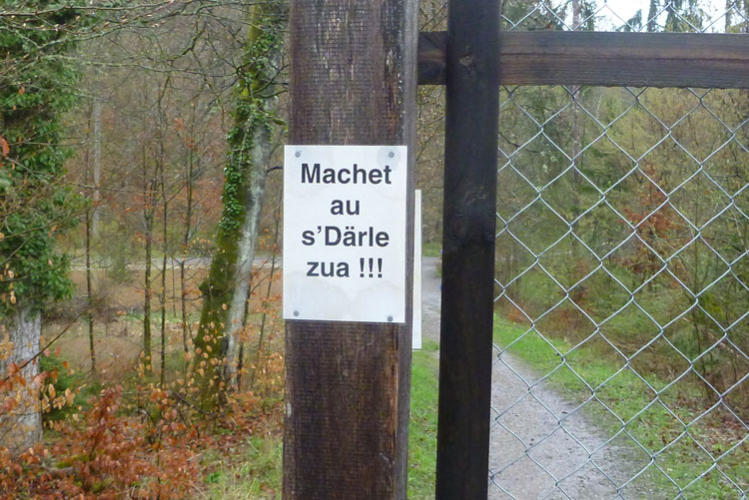 Machet
au
s’Därle
zua !!!